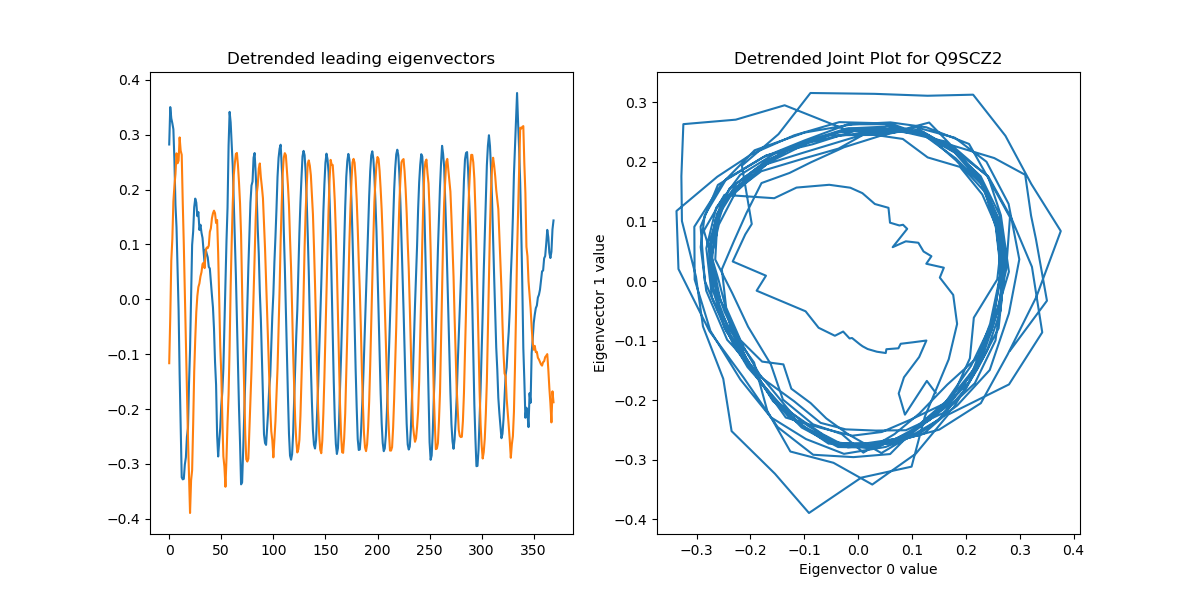 Detrended leading eigenvectors
0.4
0.3
0.2
0.1
0.0
−0.1
−0.2
−0.3
−0.4
0 50 100 150 200 250 300 350
Detrended Joint Plot for Q9SCZ2
Eigenvector 1 value
0.3
0.2
0.1
0.0
−0.1
−0.2
−0.3
−0.4
−0.3 −0.2 −0.1 0.0 0.1 0.2 0.3 0.4
Eigenvector 0 value